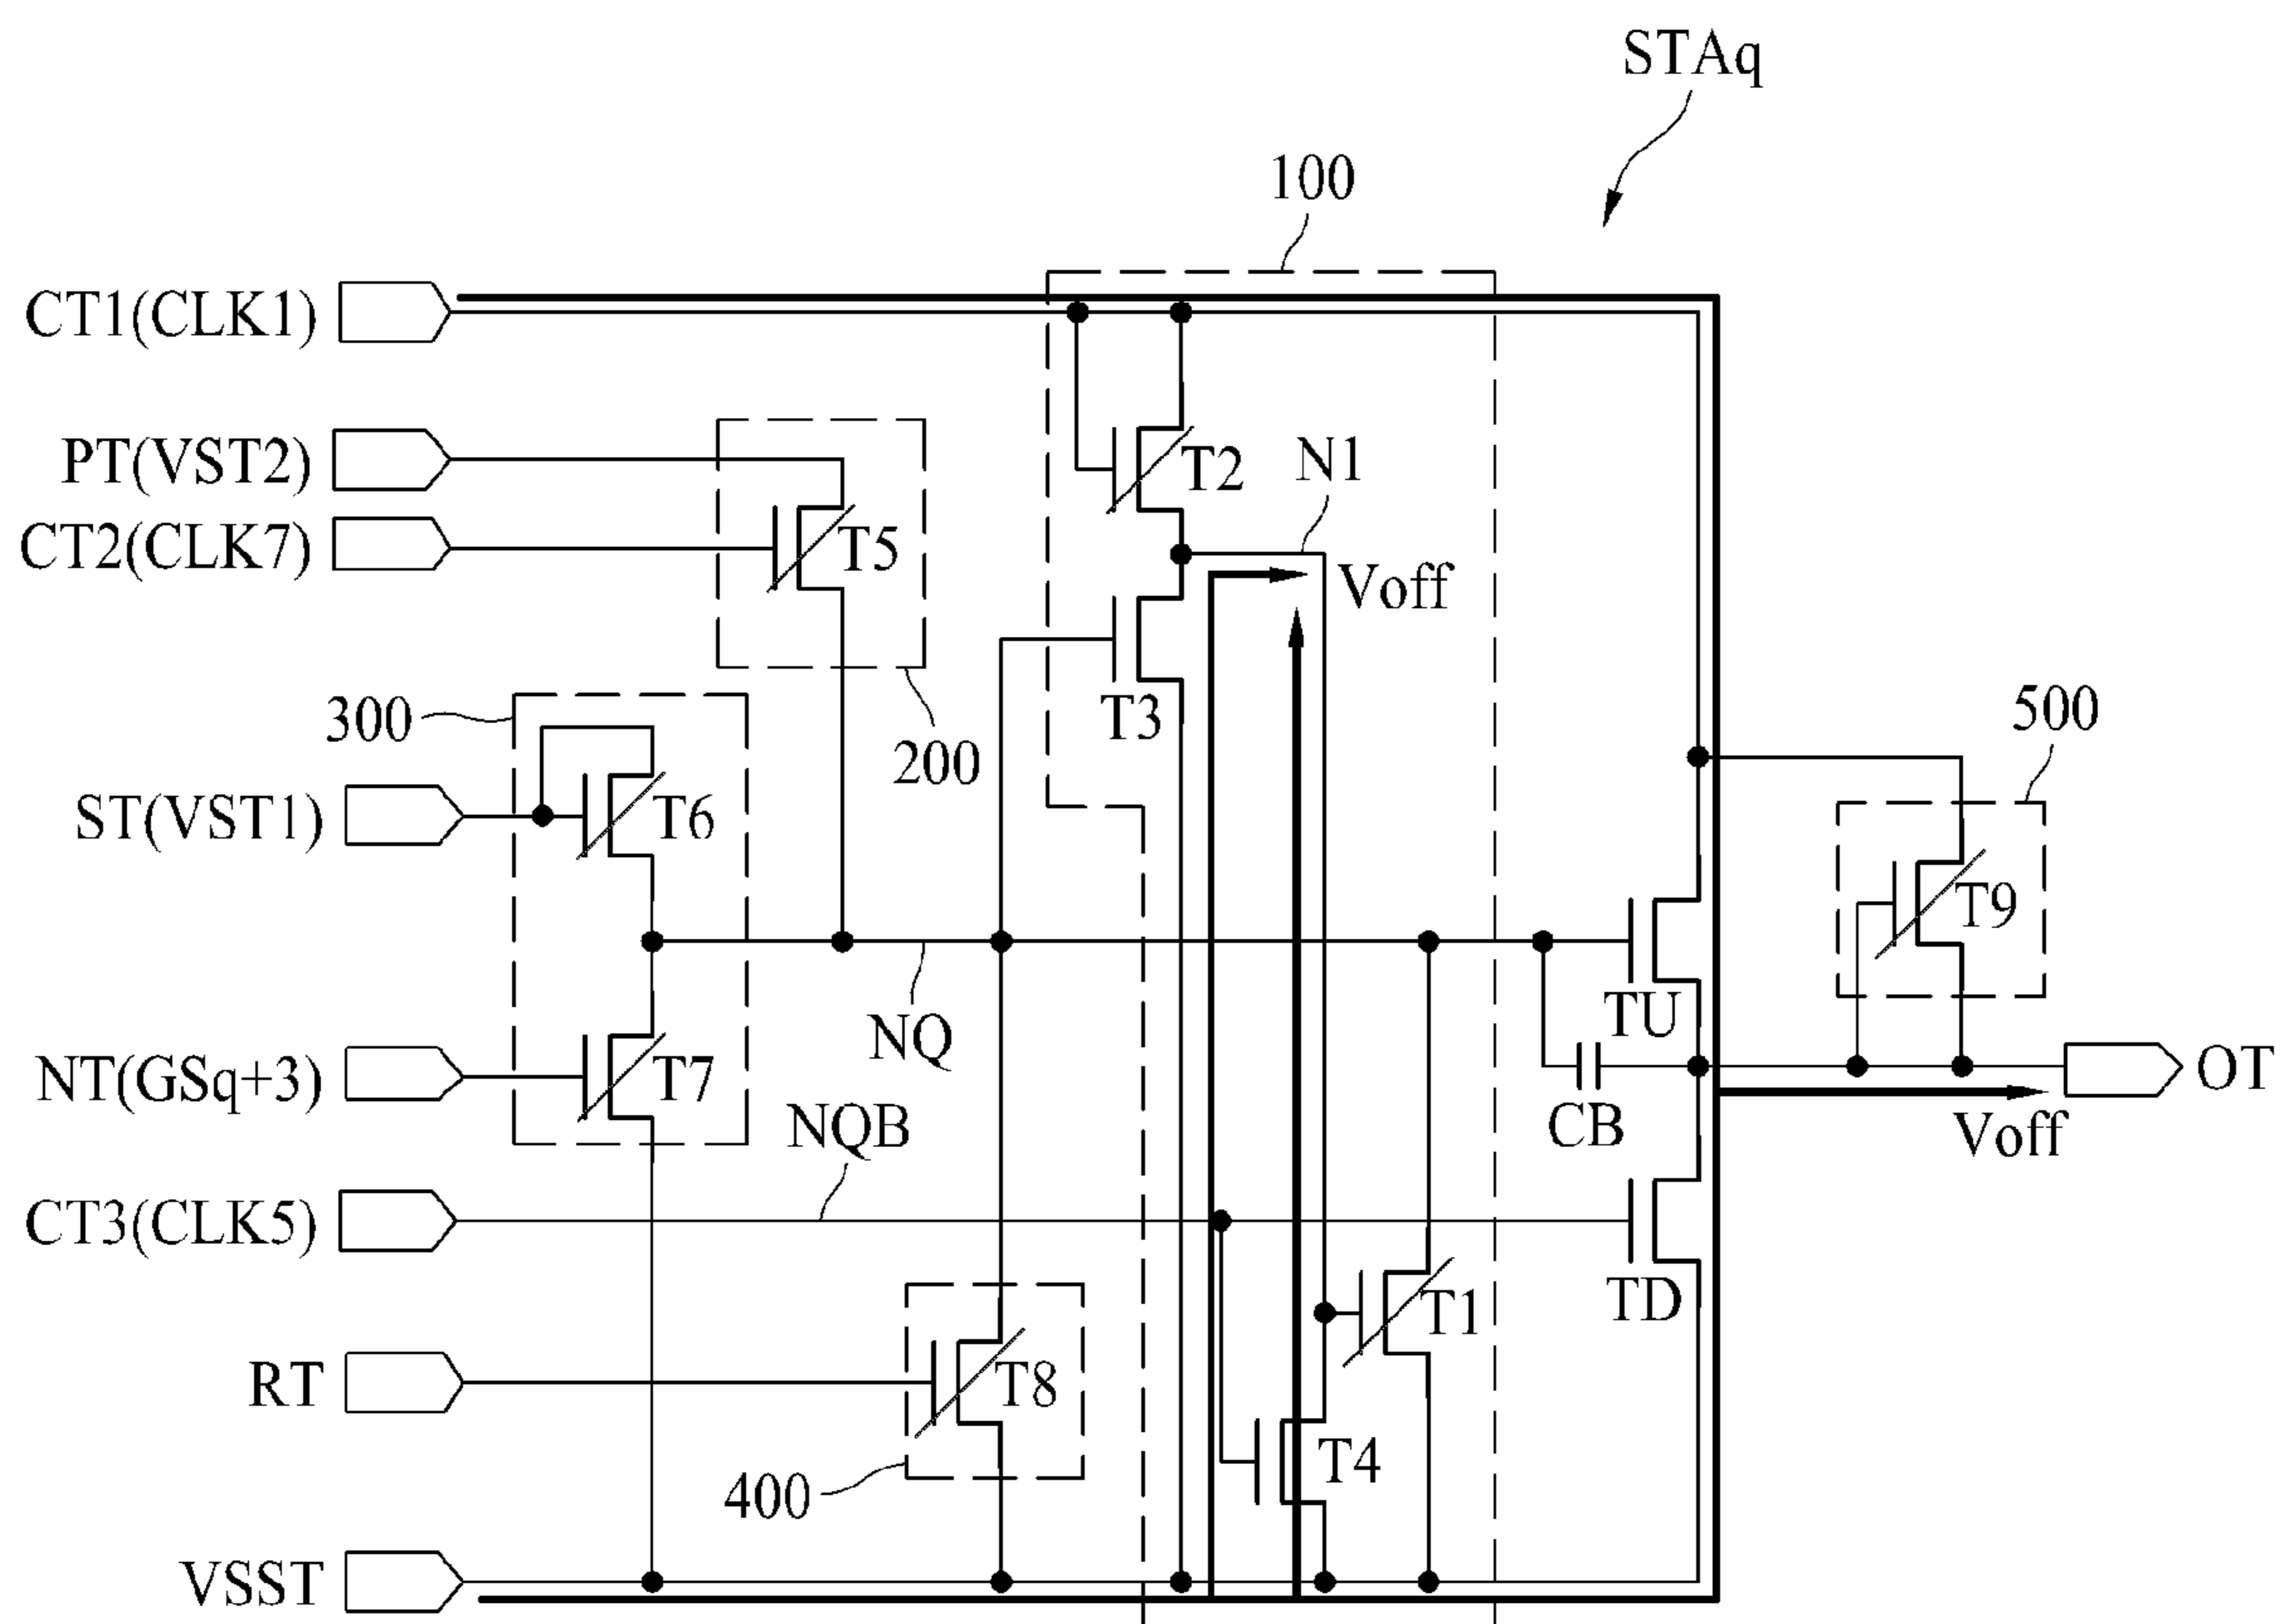 STAq
100
CT1(CLK1)
PT(VST2)
T2
N1
CT2(CLK7)
T5
Voff
300
T3
200
500
ST(VST1)
T6
T9
TU
NQ
NT(GSq+3)
T7
OT
NQB
CB
Voff
CT3(CLK5)
T1
TD
RT
T8
T4
400
VSST